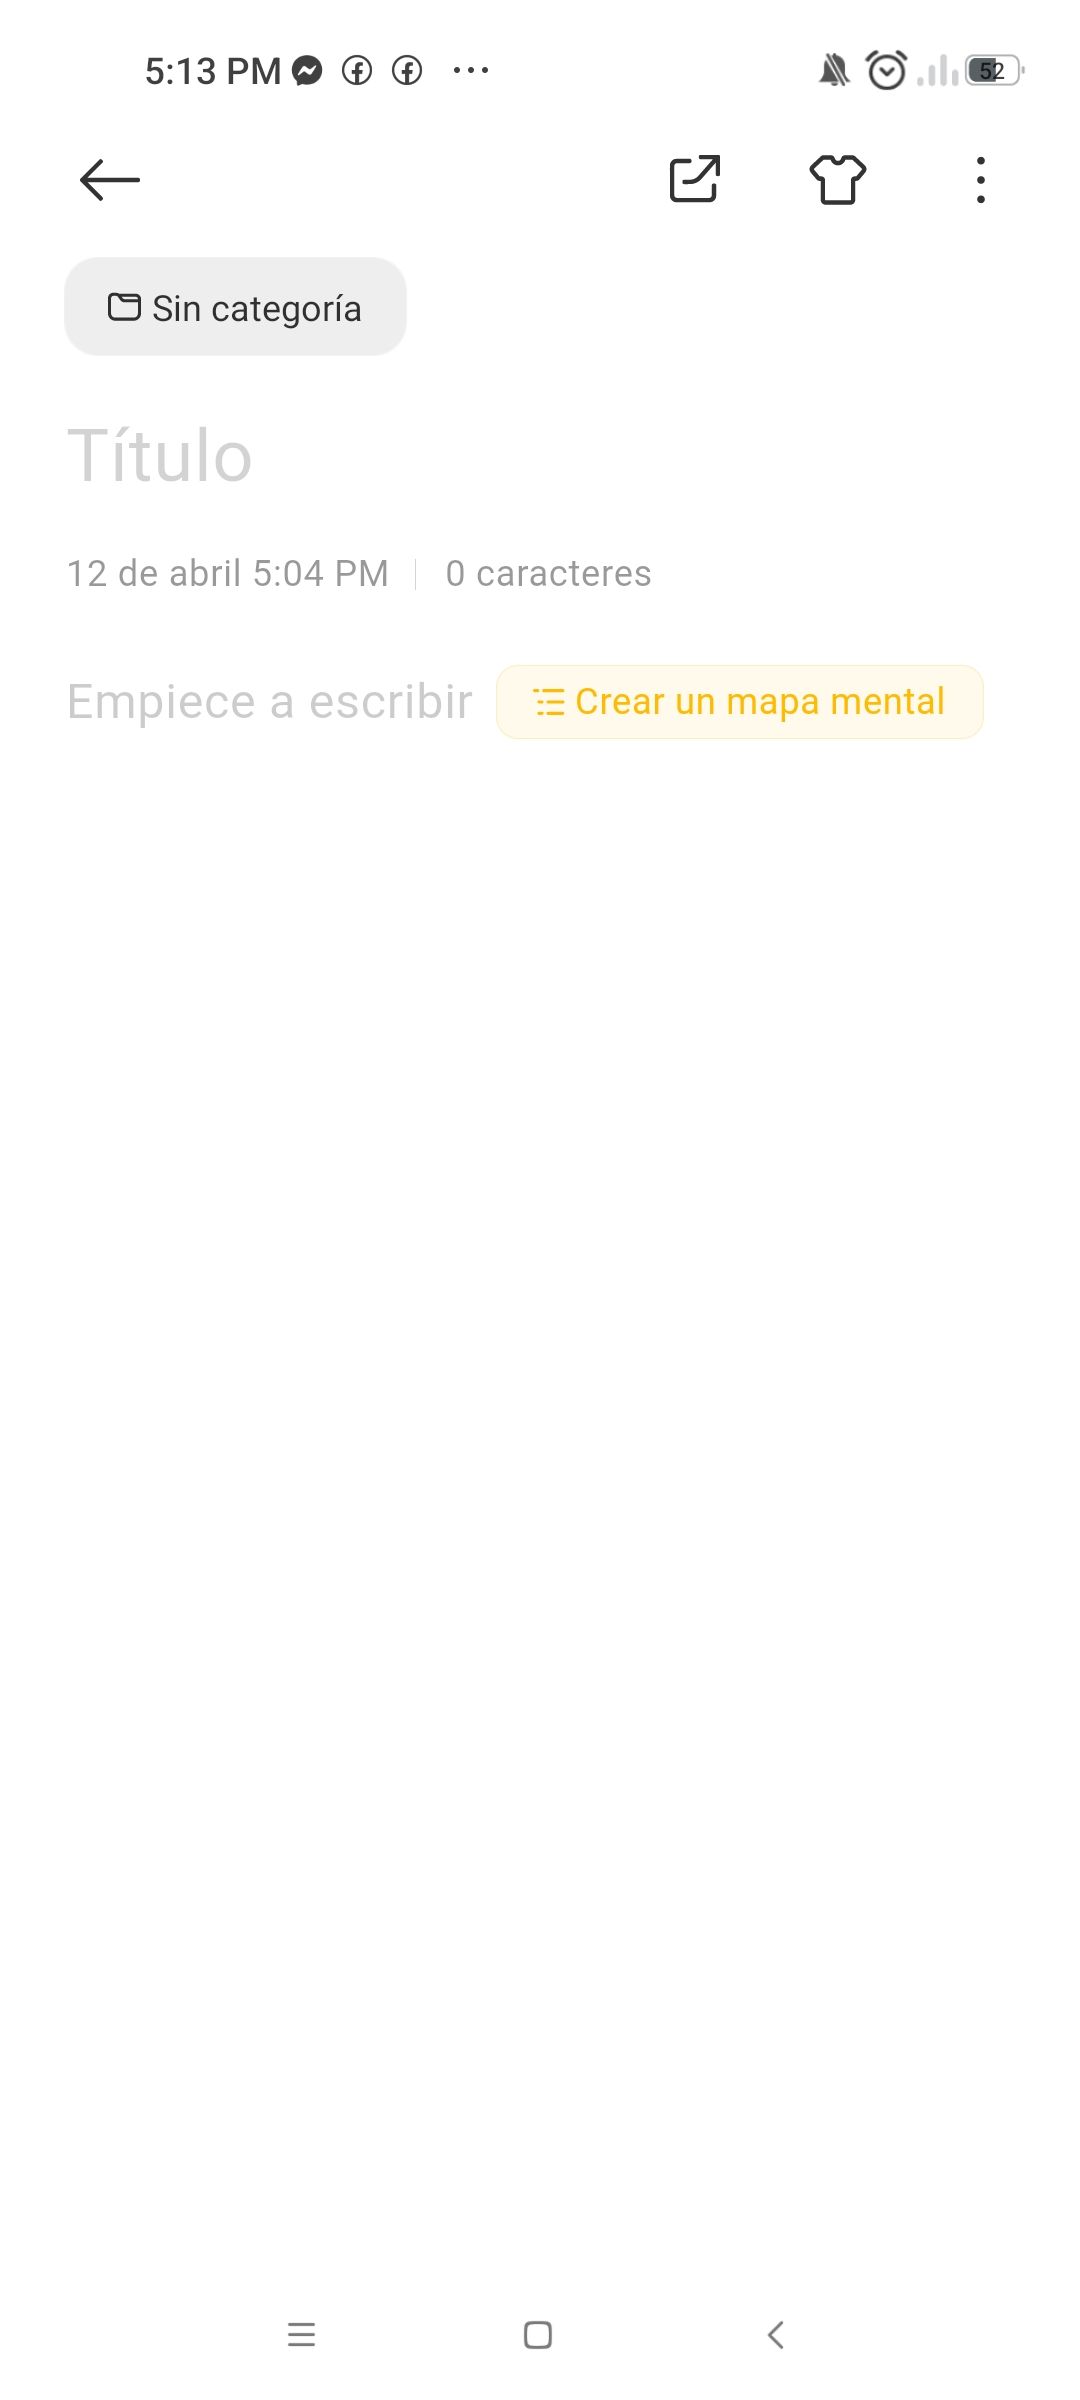 5:13 PM 52
Sin categoría
Título
12 de abril 5:04 PM | 0 caracteres
Empiece a escribir Crear un mapa mental